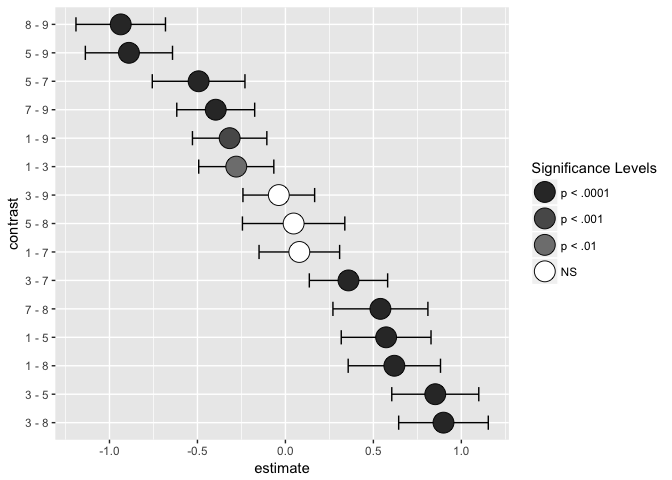 contrast
8 - 9
5 - 9
5 - 7
7 - 9
1 - 9
1 - 3
3 - 9
5 - 8
1 - 7
3 - 7
7 - 8
1 - 5
1 - 8
3 - 5
3 - 8
-1.0 -0.5 0.0 0.5 1.0
estimate
Significance Levels
p < .0001
p < .001
p < .01
NS